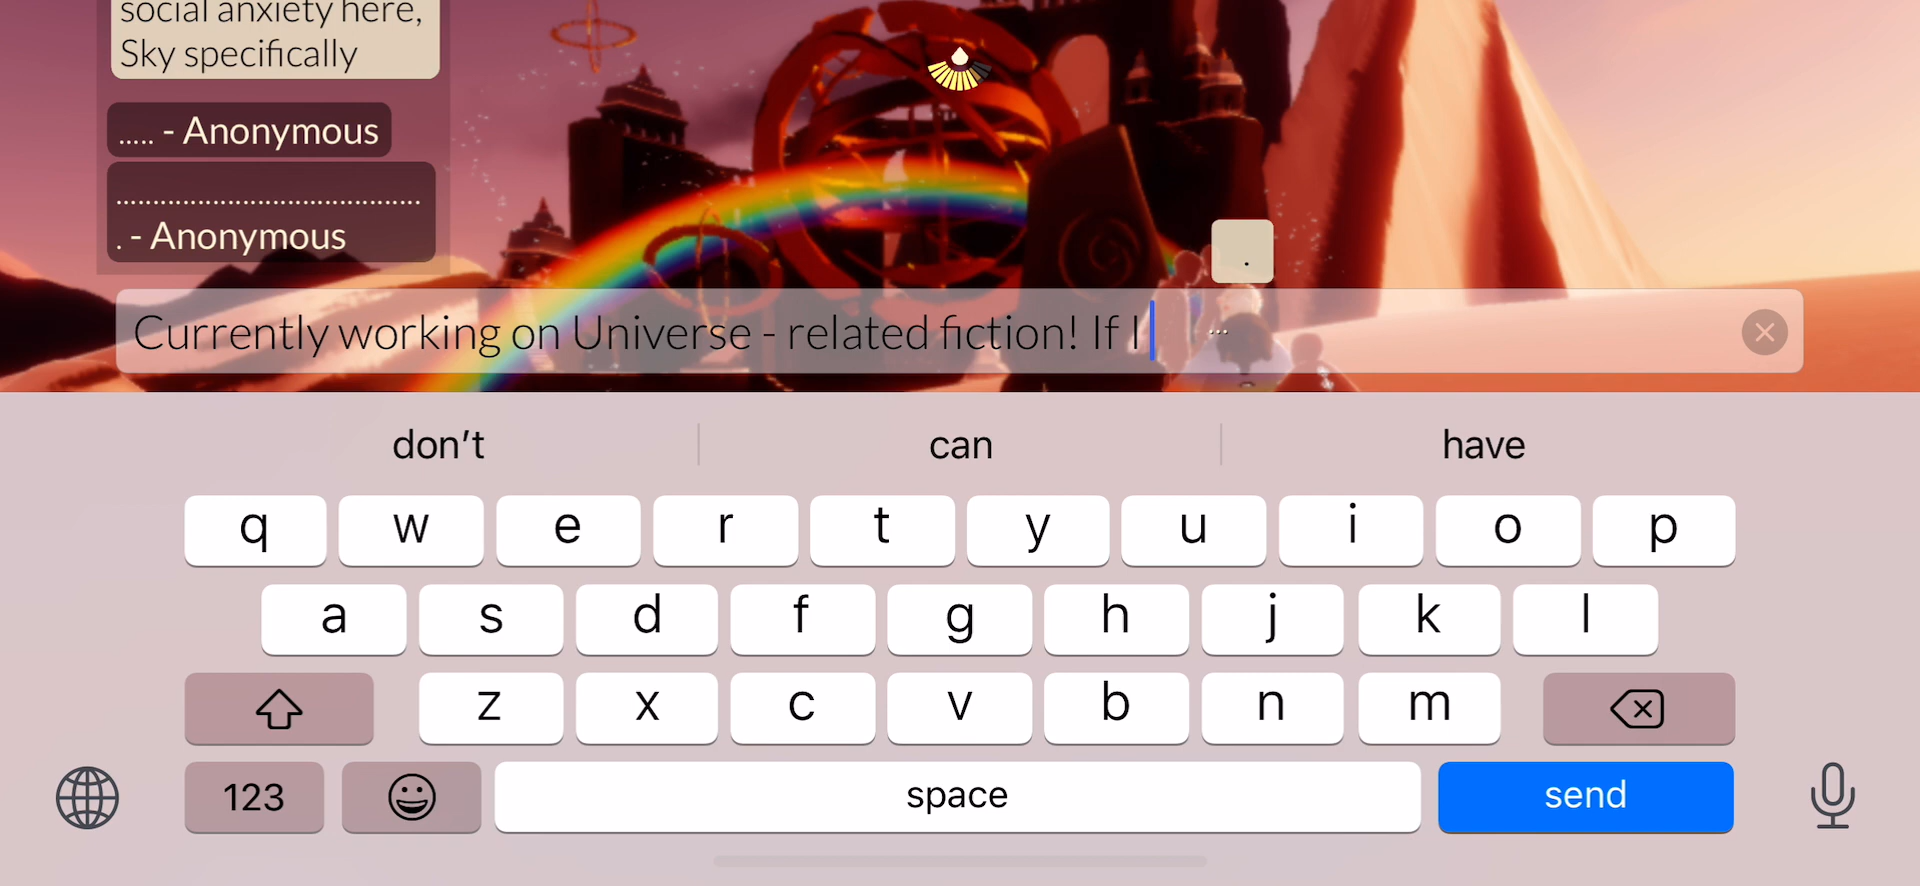 social anxiety here,
Sky specifically
..... - Anonymous
.......................................
. - Anonymous
.
...
Currently working on Universe - related fiction! If I
don't
can
have
q w e r t y u i o p
a s d f g h j k l
z x c v b n m
123
space
send